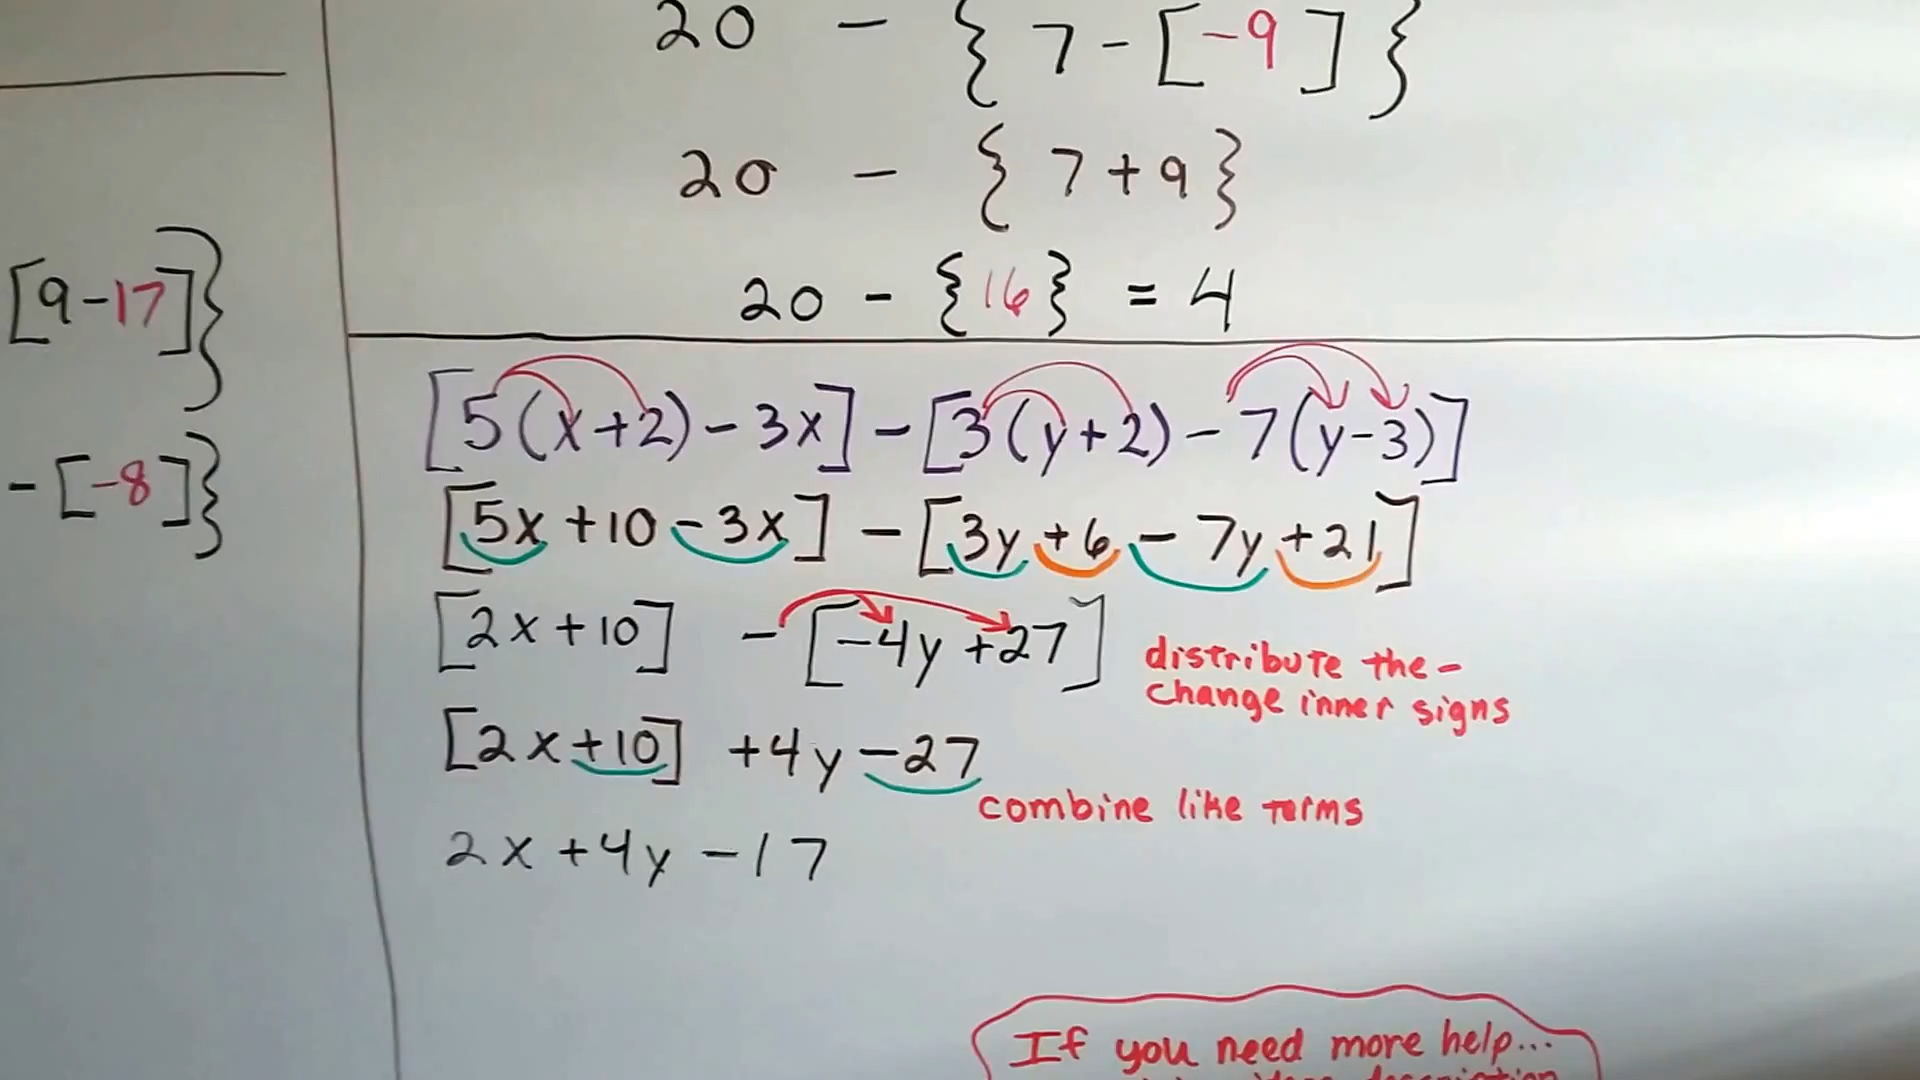 20 - { 7 - [ -9 ] }
20 - { 7 + 9 }
20 - { 16 } = 4
[9-17]}
- [-8]}
[5(x+2) - 3x] - [3(y+2) - 7(y-3)]
[5x + 10 - 3x] - [3y + 6 - 7y + 21]
[2x + 10] - [-4y + 27]
distribute the -
change inner signs
[2x + 10] + 4y - 27
combine like terms
2x + 4y - 17
If you need more help...
description